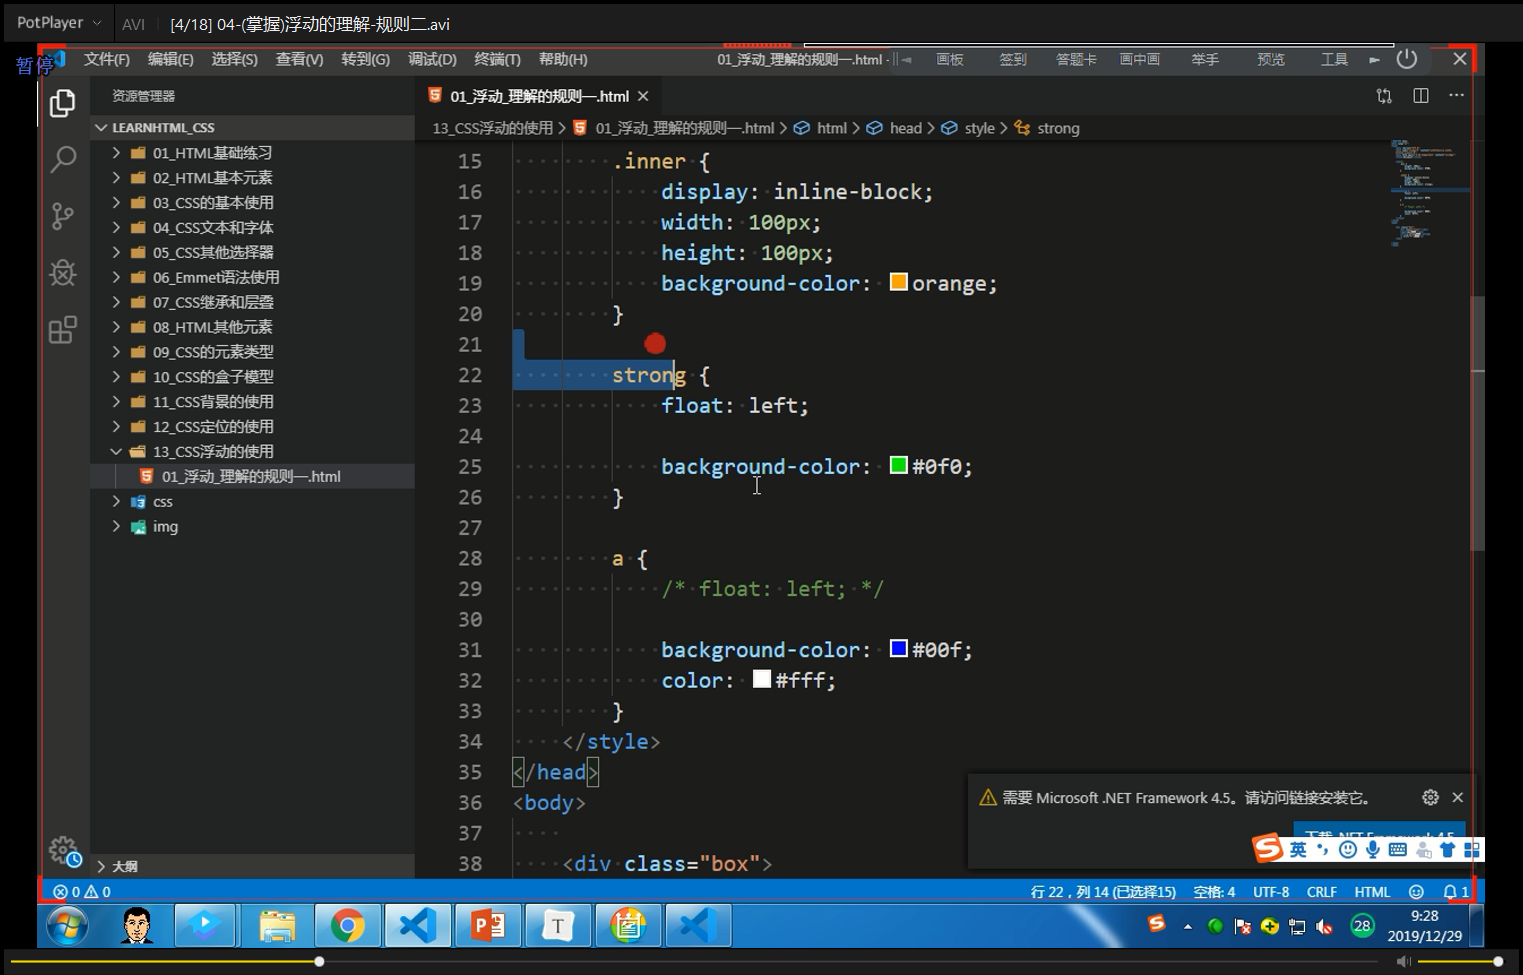 PotPlayer AVI [4/18] 04-(掌握)浮动的理解-规则二.avi
暂停
文件(F) 编辑(E) 选择(S) 查看(V) 转到(G) 调试(D) 终端(T) 帮助(H) 01_浮动_理解的规则一.html - 画板 签到 答题卡 画中画 举手 预览 工具
资源管理器
01_浮动_理解的规则一.html
LEARNHTML_CSS
13_CSS浮动的使用 > 01_浮动_理解的规则一.html > html > head > style > strong
01_HTML基础练习
02_HTML基本元素
03_CSS的基本使用
04_CSS文本和字体
05_CSS其他选择器
06_Emmet语法使用
07_CSS继承和层叠
08_HTML其他元素
09_CSS的元素类型
10_CSS的盒子模型
11_CSS背景的使用
12_CSS定位的使用
13_CSS浮动的使用
01_浮动_理解的规则一.html
css
img
大纲
15 .inner {
16 display: inline-block;
17 width: 100px;
18 height: 100px;
19 background-color: orange;
20 }
21
22 strong {
23 float: left;
24
25 background-color: #0f0;
26 }
27
28 a {
29 /* float: left; */
30
31 background-color: #00f;
32 color: #fff;
33 }
34 </style>
35 </head>
36 <body>
37
38 <div class="box">
需要 Microsoft .NET Framework 4.5。请访问链接安装它。
下载 .NET Framework 4.5
英
0 0 行 22，列 14 (已选择15) 空格: 4 UTF-8 CRLF HTML 1
28
9:28
2019/12/29